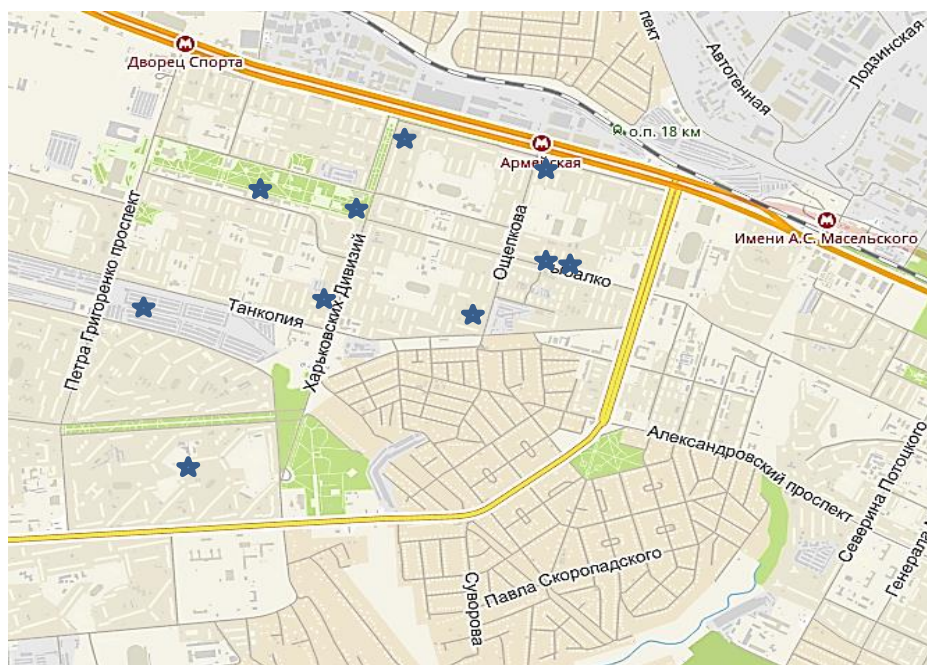 спект
Лодзинская
Автогенная
Дворец Спорта
о.п. 18 км
Армейская
Петра Григоренко проспект
Ощепкова
Имени А.С. Масельского
Харьковских Дивизий
Танкопия
Северина Потоцкого
Александровский проспект
Павла Скоропадского
Суворова